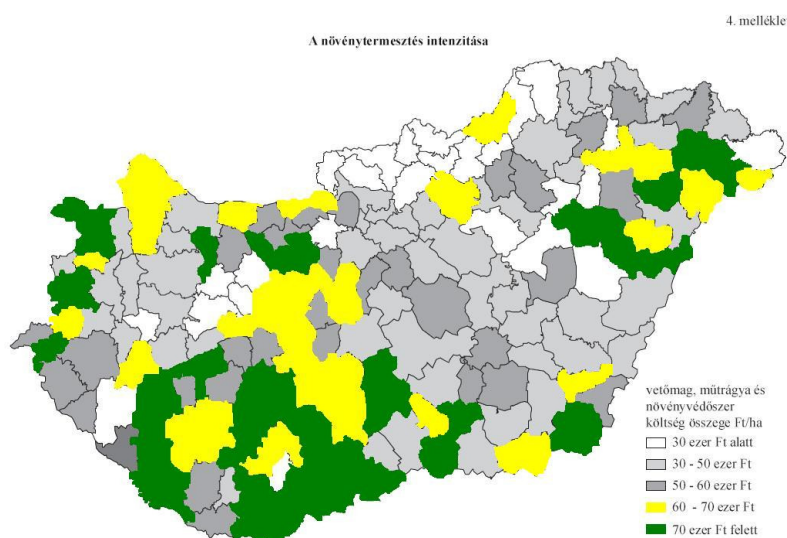 4. mellékle
A növénytermesztés intenzitása
vetőmag, műtrágya és
növényvédőszer
költség összege Ft/ha
30 ezer Ft alatt
30 - 50 ezer Ft
50 - 60 ezer Ft
60 - 70 ezer Ft
70 ezer Ft felett